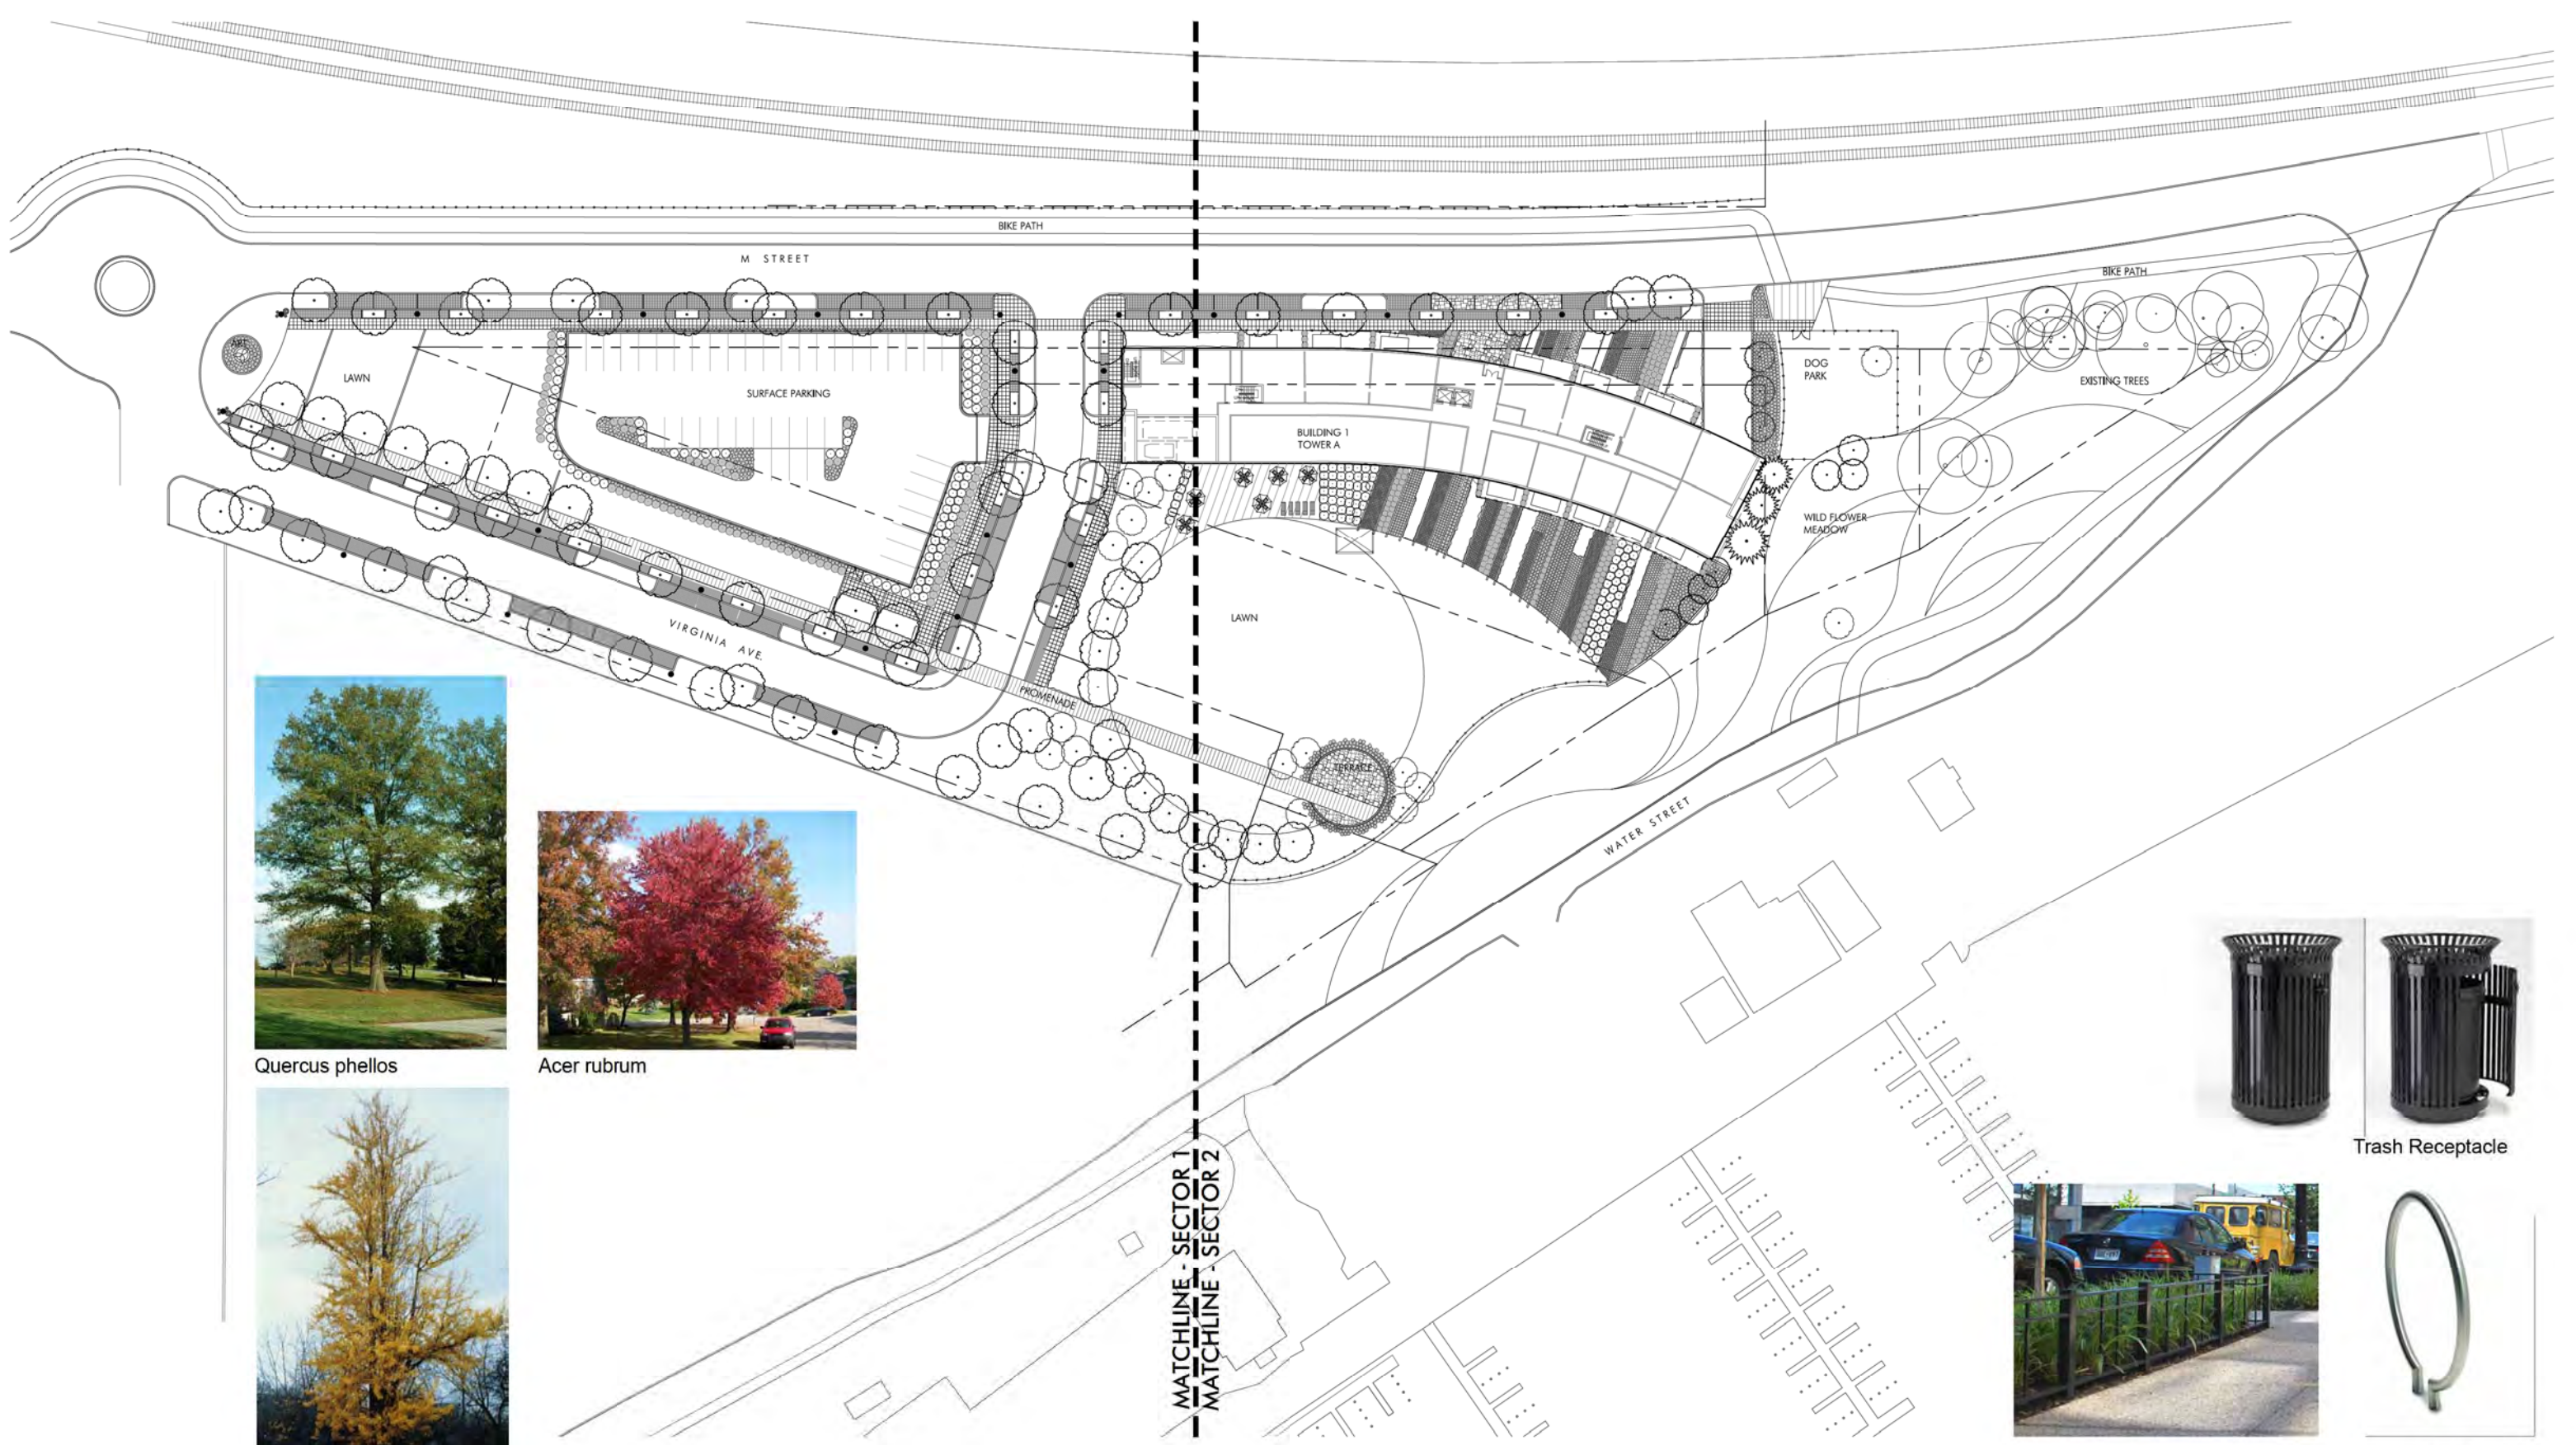 BIKE PATH
M STREET
BIKE PATH
ART
LAWN
SURFACE PARKING
DOG
PARK
EXISTING TREES
BUILDING 1
TOWER A
WILD FLOWER
MEADOW
LAWN
VIRGINIA AVE.
PROMENADE
TERRACE
WATER STREET
Quercus phellos
Acer rubrum
Trash Receptacle
MATCHLINE - SECTOR 1
MATCHLINE - SECTOR 2